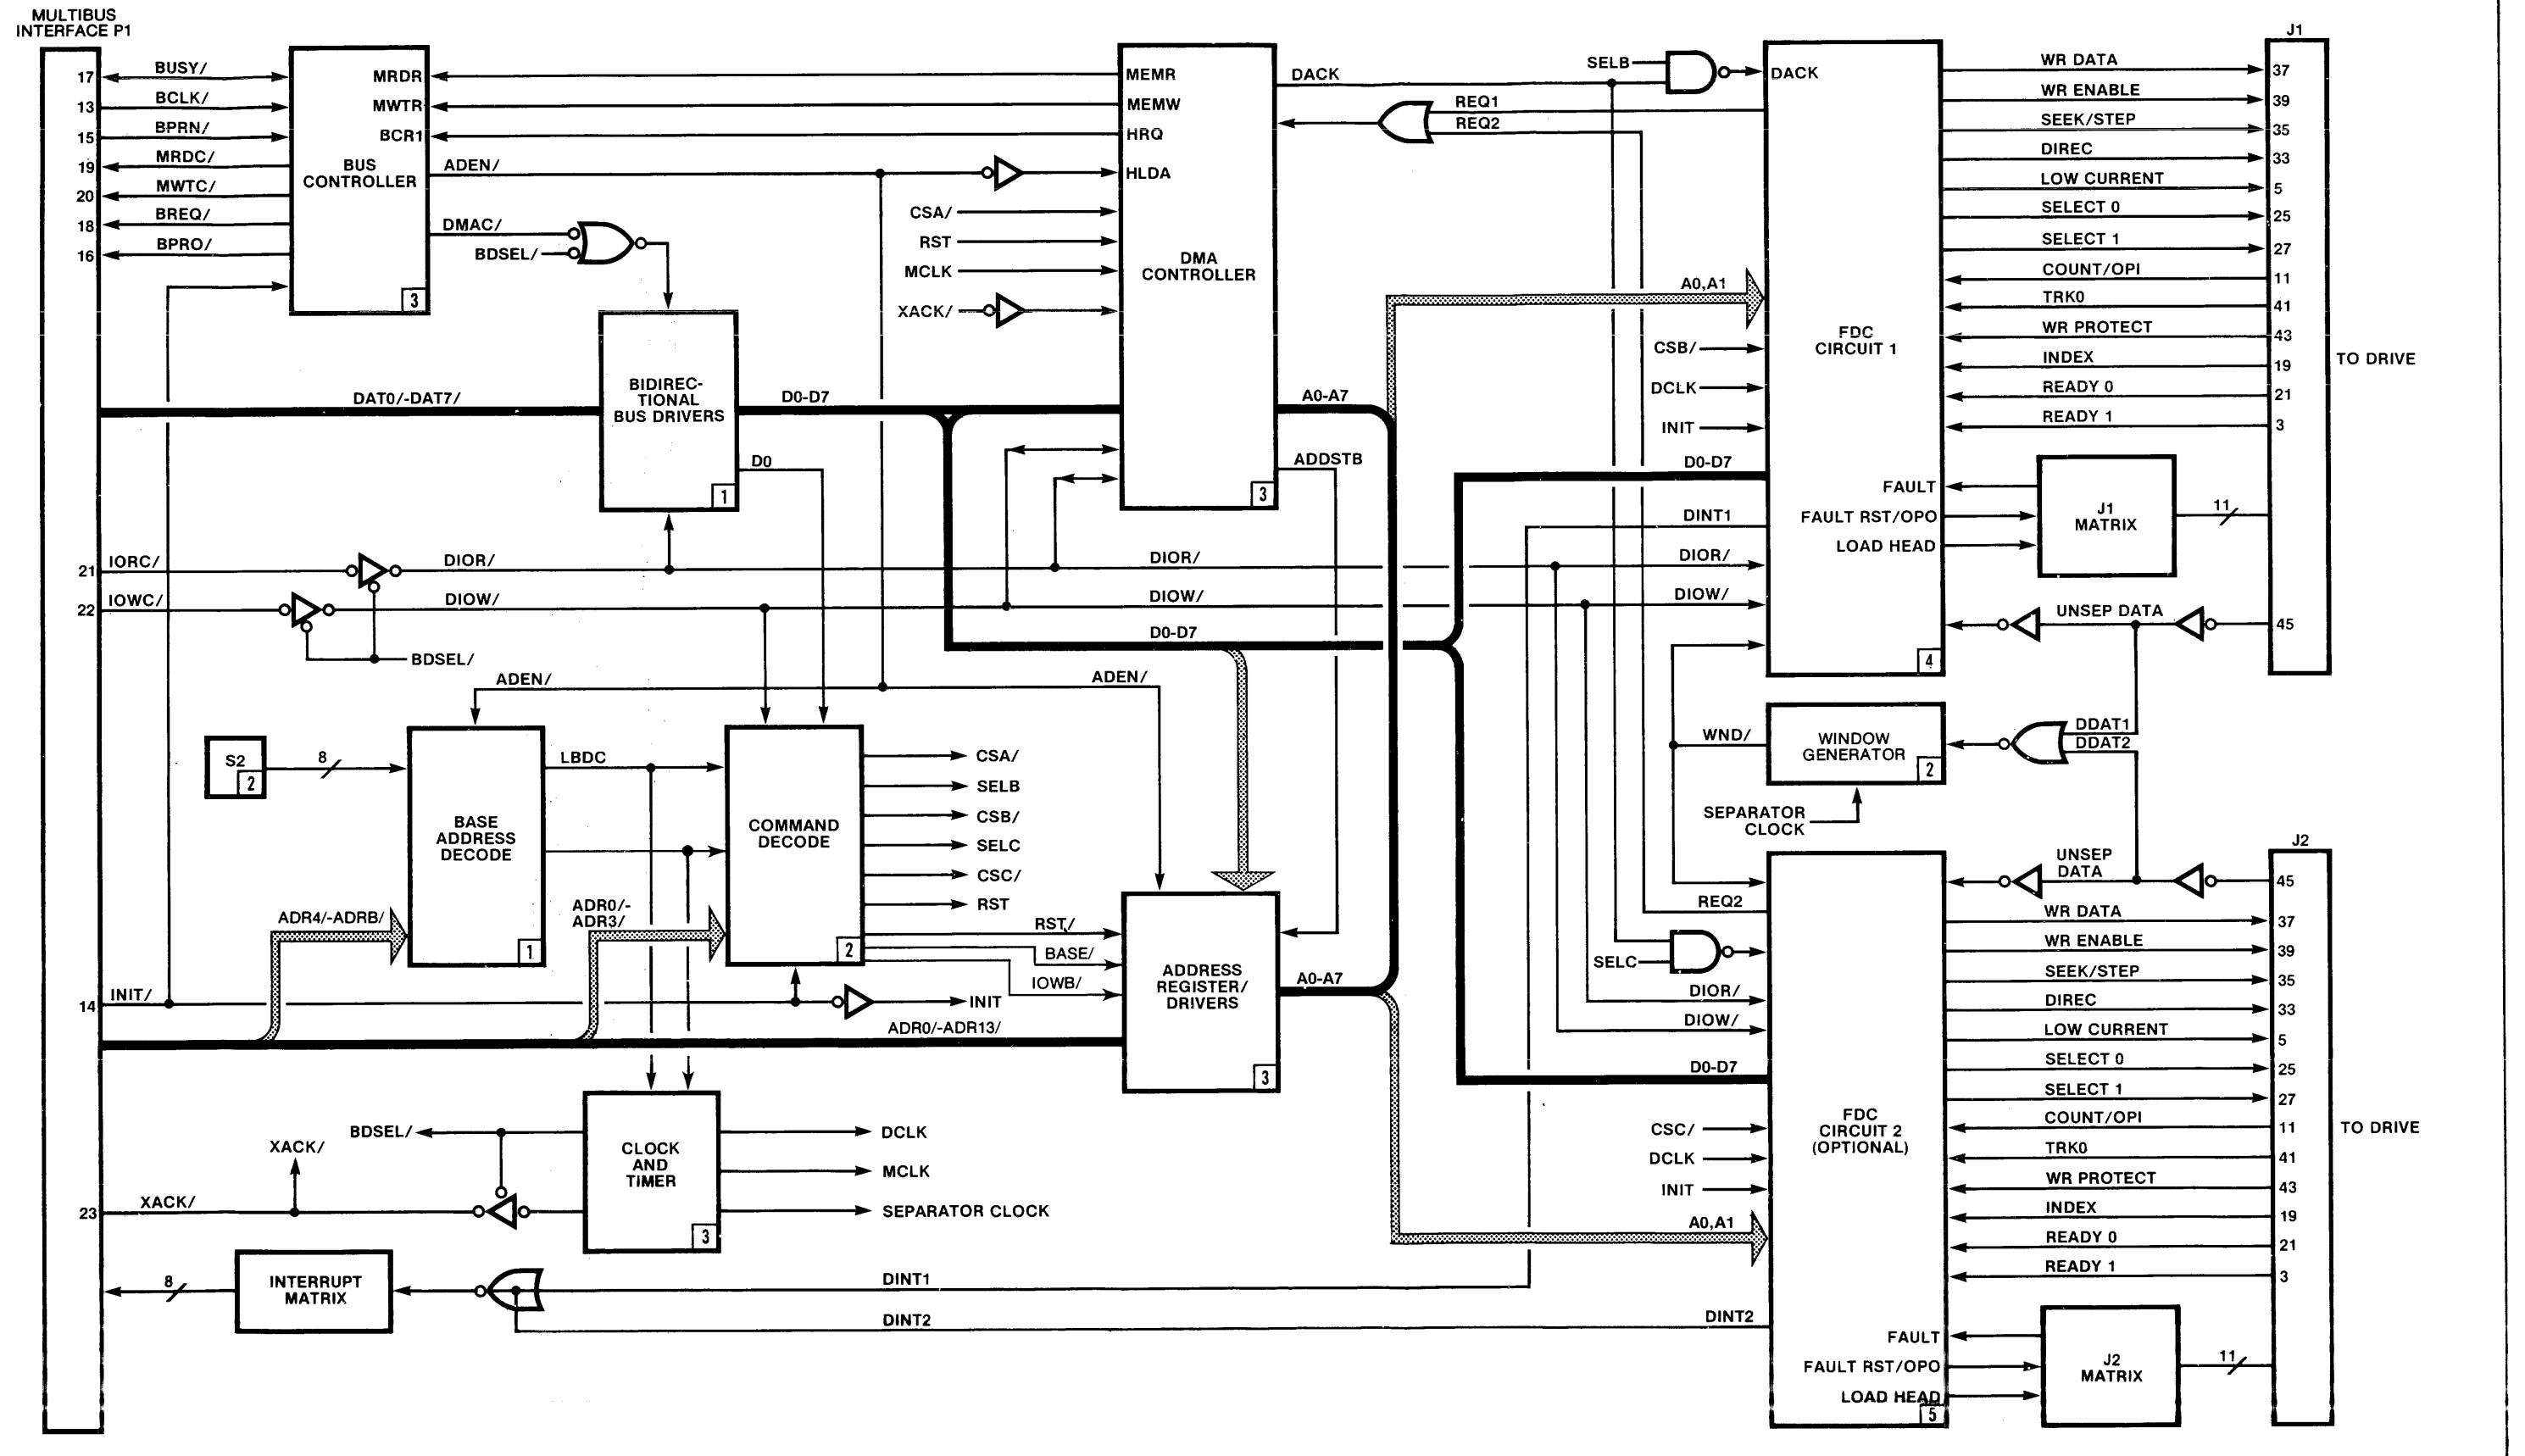 MULTIBUS
INTERFACE P1
17
BUSY/
13
BCLK/
15
BPRN/
19
MRDC/
20
MWTC/
18
BREQ/
16
BPRO/
MRDR
MWTR
BCR1
BUS
CONTROLLER
3
ADEN/
DMAC/
BDSEL/
MEMR
MEMW
HRQ
HLDA
CSA/
RST
MCLK
XACK/
DMA
CONTROLLER
3
DACK
REQ1
REQ2
SELB
DACK
A0,A1
CSB/
DCLK
INIT
D0-D7
DINT1
DIOR/
DIOW/
FDC
CIRCUIT 1
FAULT
FAULT RST/OPO
LOAD HEAD
4
J1
WR DATA
37
WR ENABLE
39
SEEK/STEP
35
DIREC
33
LOW CURRENT
5
SELECT 0
25
SELECT 1
27
COUNT/OPI
11
TRK0
41
WR PROTECT
43
INDEX
19
READY 0
21
READY 1
3
TO DRIVE
J1
MATRIX
11
UNSEP DATA
45
DAT0/-DAT7/
BIDIREC-
TIONAL
BUS DRIVERS
1
D0-D7
D0
A0-A7
ADDSTB
21
IORC/
DIOR/
DIOR/
22
IOWC/
DIOW/
DIOW/
BDSEL/
D0-D7
ADEN/
ADEN/
S2
2
8
BASE
ADDRESS
DECODE
1
LBDC
ADR4/-ADRB/
ADR0/-
ADR3/
COMMAND
DECODE
2
CSA/
SELB
CSB/
SELC
CSC/
RST
RST/
BASE/
IOWB/
14
INIT/
INIT
ADR0/-ADR13/
ADDRESS
REGISTER/
DRIVERS
3
A0-A7
WND/
WINDOW
GENERATOR
2
DDAT1
DDAT2
SEPARATOR
CLOCK
BDSEL/
XACK/
CLOCK
AND
TIMER
3
DCLK
MCLK
SEPARATOR CLOCK
23
XACK/
8
INTERRUPT
MATRIX
DINT1
DINT2
REQ2
SELC
DIOR/
DIOW/
D0-D7
CSC/
DCLK
INIT
A0,A1
DINT2
FDC
CIRCUIT 2
(OPTIONAL)
FAULT
FAULT RST/OPO
LOAD HEAD
5
J2
UNSEP
DATA
45
WR DATA
37
WR ENABLE
39
SEEK/STEP
35
DIREC
33
LOW CURRENT
5
SELECT 0
25
SELECT 1
27
COUNT/OPI
11
TRK0
41
WR PROTECT
43
INDEX
19
READY 0
21
READY 1
3
TO DRIVE
J2
MATRIX
11